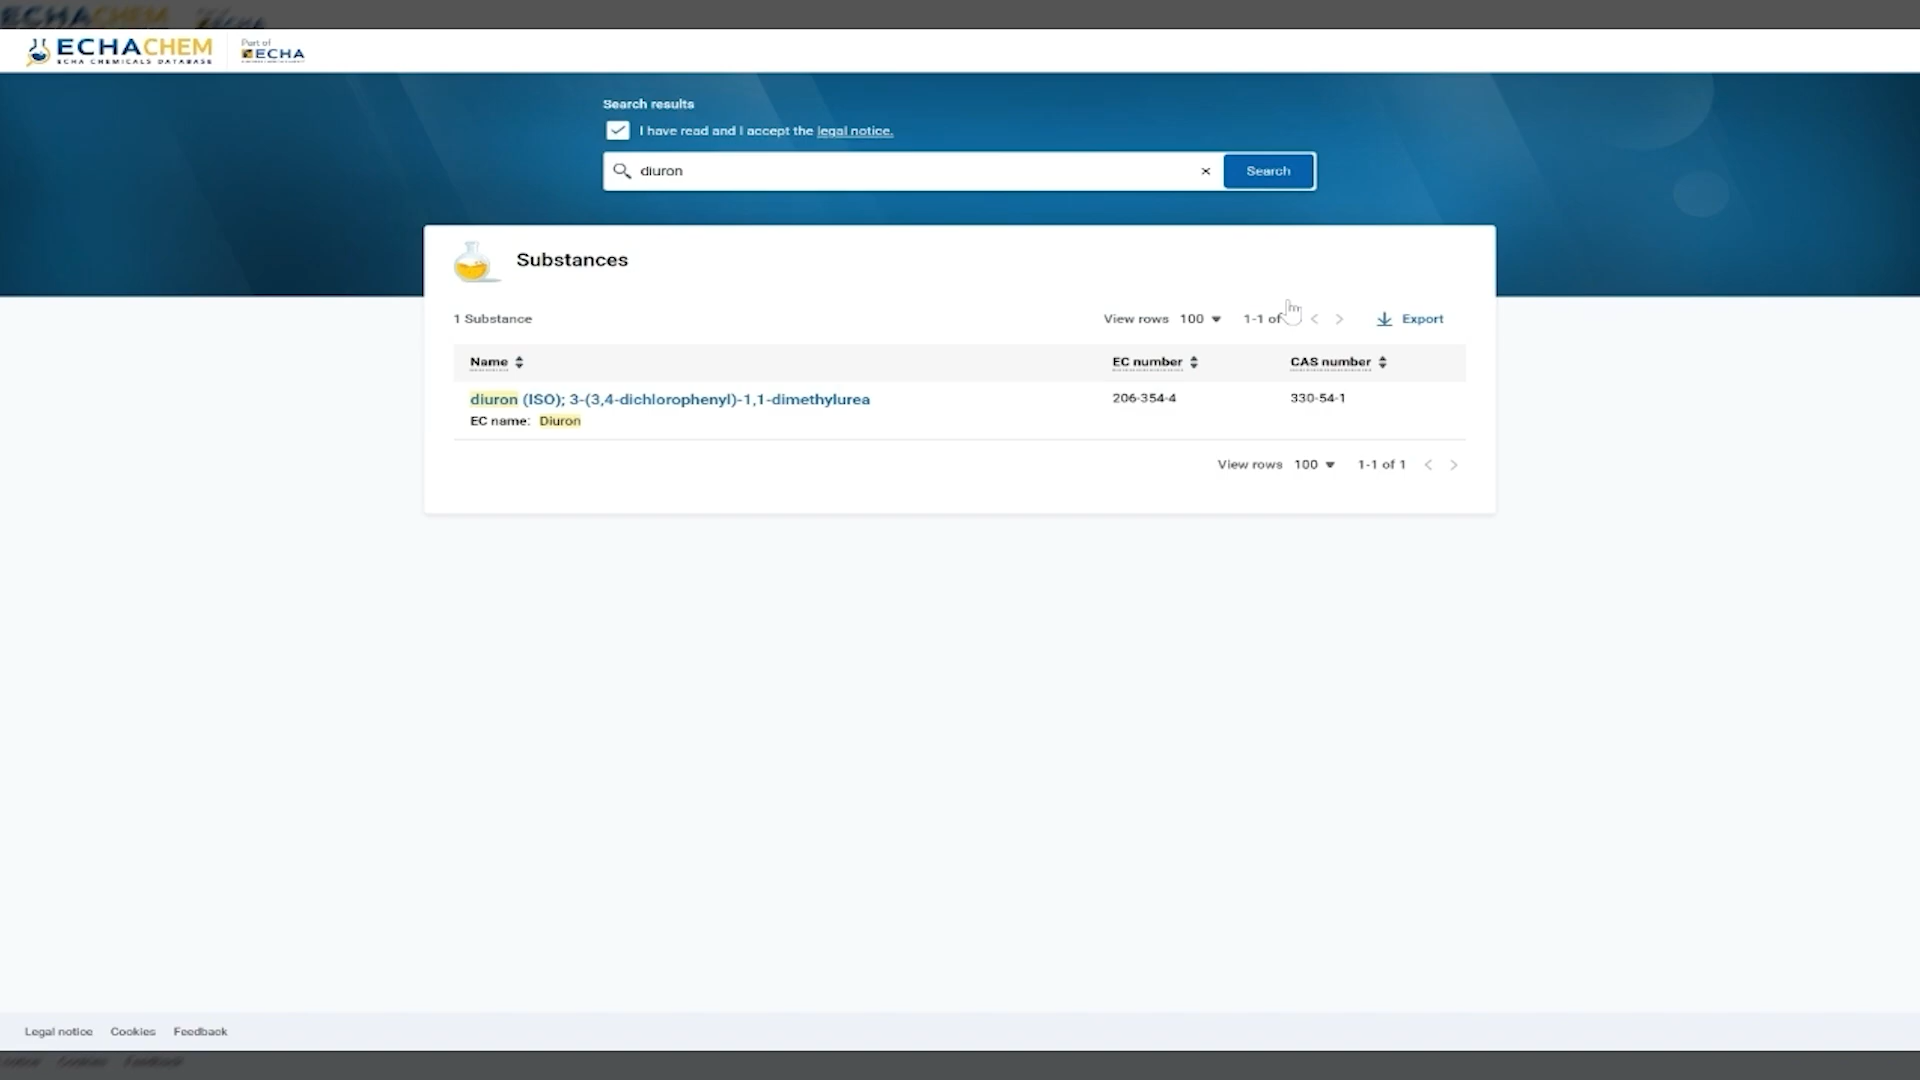 ECHACHEM
ECHA CHEMICALS DATABASE
Part of
ECHA
Search results
I have read and I accept the legal notice.
diuron
Search
Substances
1 Substance
View rows 100
1-1 of
Export
Name
EC number
CAS number
diuron (ISO); 3-(3,4-dichlorophenyl)-1,1-dimethylurea
206-354-4
330-54-1
EC name: Diuron
View rows 100
1-1 of 1
Legal notice
Cookies
Feedback